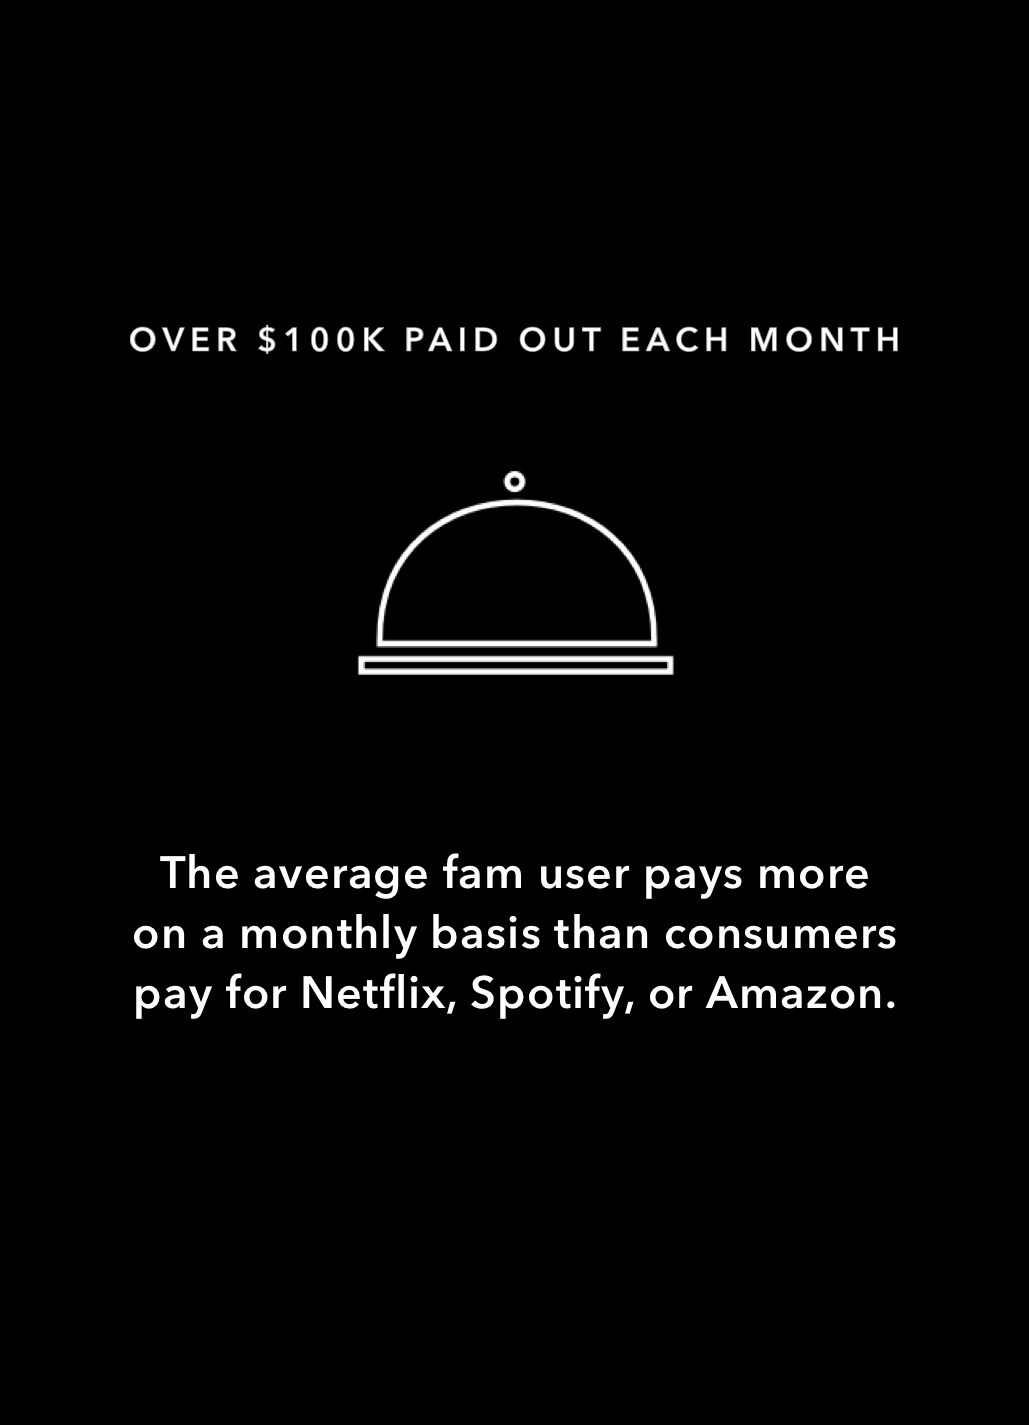 OVER $100K PAID OUT EACH MONTH
The average fam user pays more
on a monthly basis than consumers
pay for Netflix, Spotify, or Amazon.